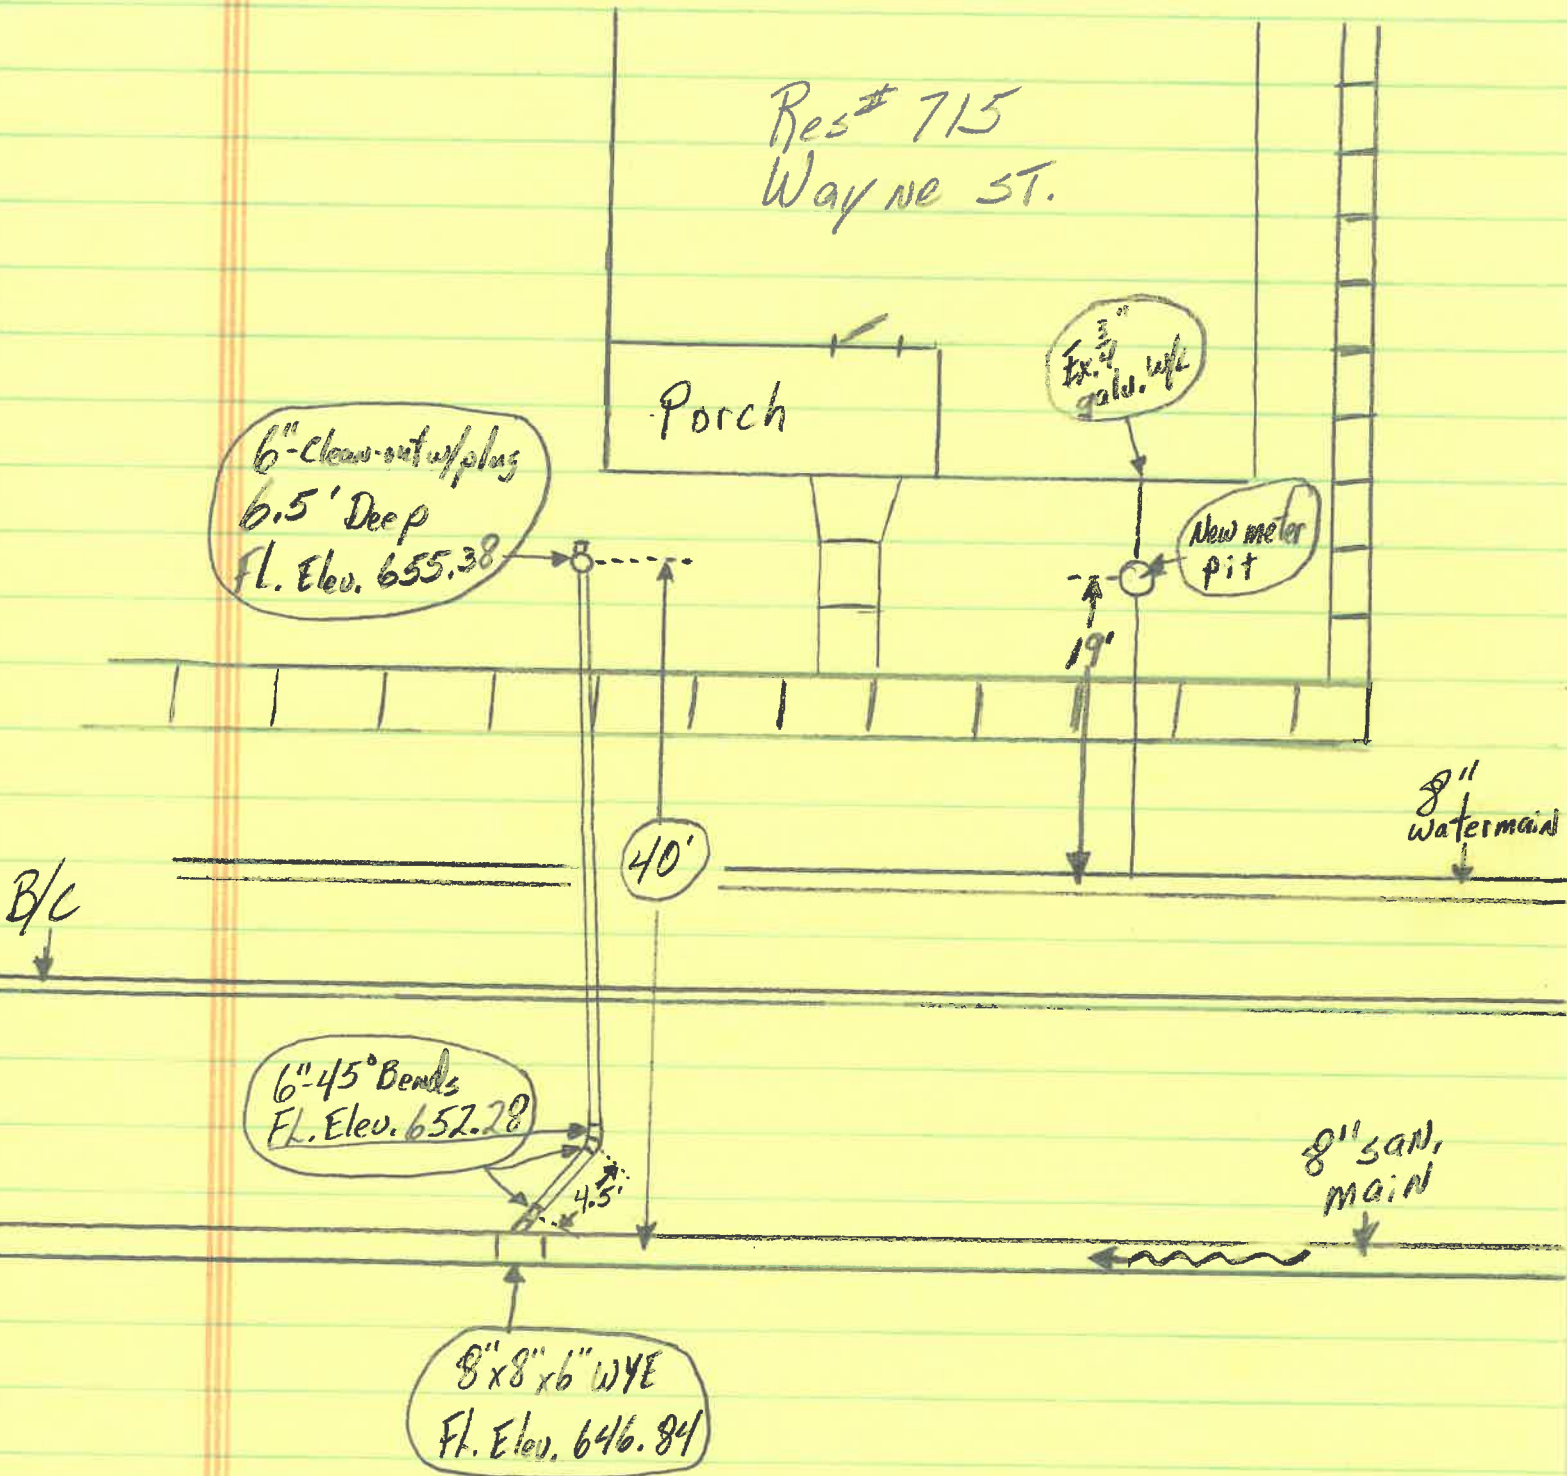 Res# 715
Wayne ST.
Ex. 3/4"
galv. w/l
Porch
6"-Clean-out w/plug
6.5' Deep
FL. Elev. 655.38
New meter
pit
19'
8"
watermain
40'
B/C
6"-45° Bends
FL. Elev. 652.28
4.5'
8" saN.
maiN
8"x8"x6" WYE
FL. Elev. 646.84